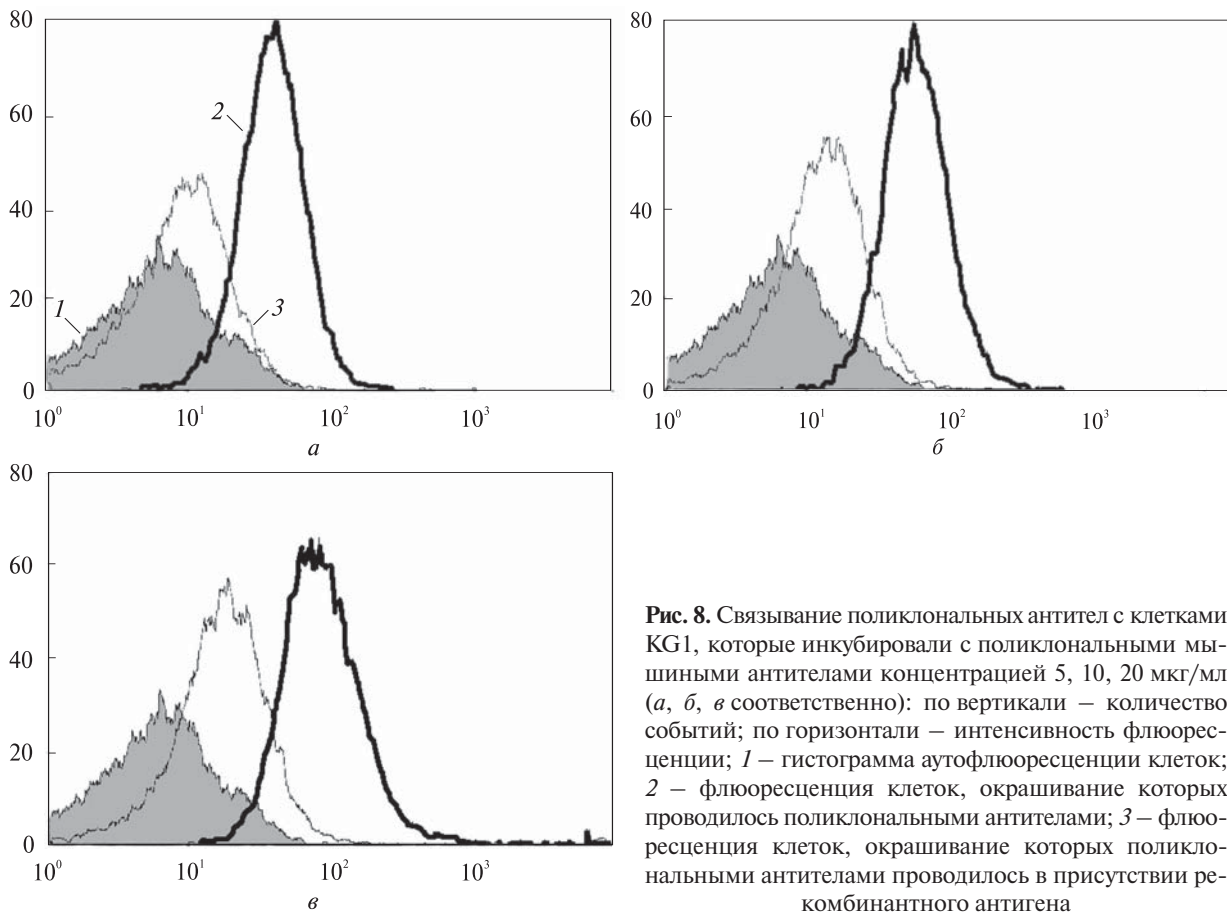 80
60
40
20
0
2
1
3
10⁰
10¹
10²
10³
а
80
60
40
20
0
10⁰
10¹
10²
10³
б
80
60
40
20
0
10⁰
10¹
10²
10³
в
Рис. 8. Связывание поликлональных антител с клетками
KG1, которые инкубировали с поликлональными мы-
шиными антителами концентрацией 5, 10, 20 мкг/мл
(а, б, в соответственно): по вертикали – количество
событий; по горизонтали – интенсивность флюорес-
ценции; 1 – гистограмма аутофлюоресценции клеток;
2 – флюоресценция клеток, окрашивание которых
проводилось поликлональными антителами; 3 – флюо-
ресценция клеток, окрашивание которых поликло-
нальными антителами проводилось в присутствии ре-
комбинантного антигена